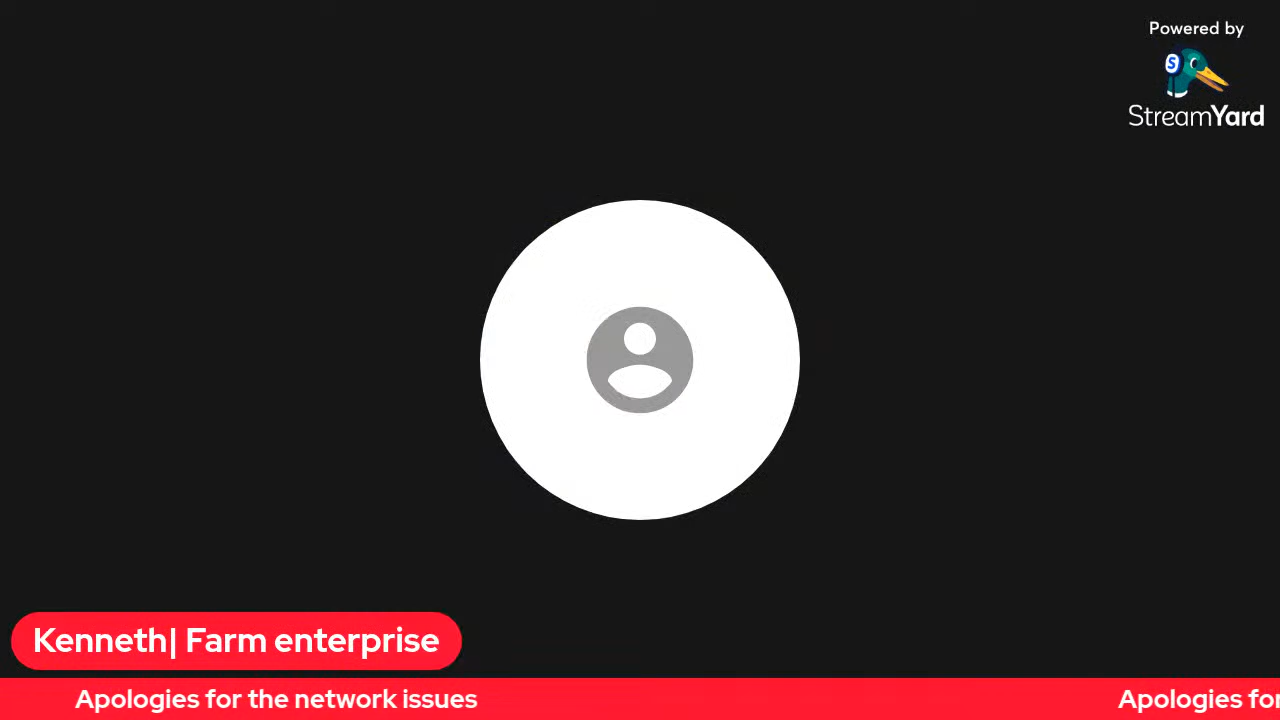 Powered by
S
StreamYard
Kenneth| Farm enterprise
Apologies for the network issues
Apologies for